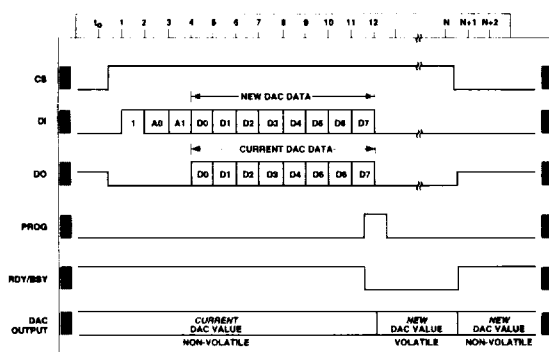 to 1 2 3 4 5 6 7 8 9 10 11 12 N N+1 N+2
CS
NEW DAC DATA
DI 1 A0 A1 D0 D1 D2 D3 D4 D5 D6 D7
CURRENT DAC DATA
DO D0 D1 D2 D3 D4 D5 D6 D7
PROG
RDY/BSY
DAC OUTPUT
CURRENT DAC VALUE
NON-VOLATILE
NEW DAC VALUE
VOLATILE
NEW DAC VALUE
NON-VOLATILE